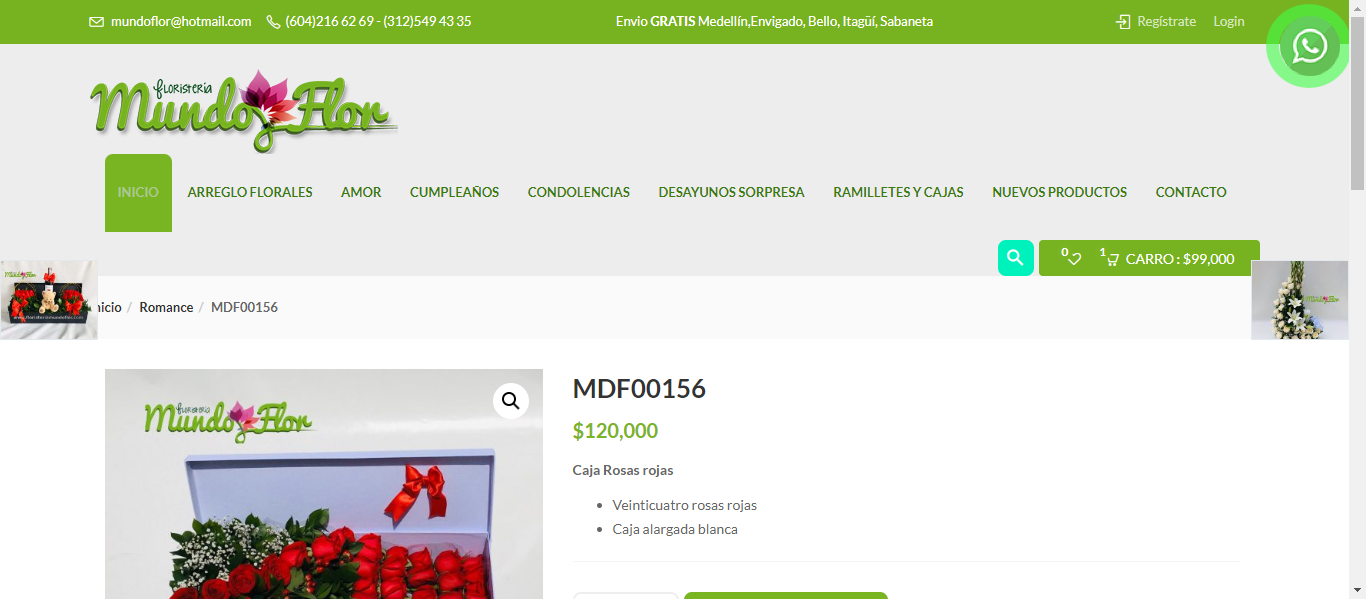 mundoflor@hotmail.com (604)216 62 69 - (312)549 43 35 Envio GRATIS Medellín,Envigado, Bello, Itagüí, Sabaneta Regístrate Login
floristeria
Mundo Flor
INICIO ARREGLO FLORALES AMOR CUMPLEAÑOS CONDOLENCIAS DESAYUNOS SORPRESA RAMILLETES Y CAJAS NUEVOS PRODUCTOS CONTACTO
0 1 CARRO : $99,000
nicio / Romance / MDF00156
MDF00156
floristeria
Mundo Flor
$120,000
Caja Rosas rojas
Veinticuatro rosas rojas
Caja alargada blanca